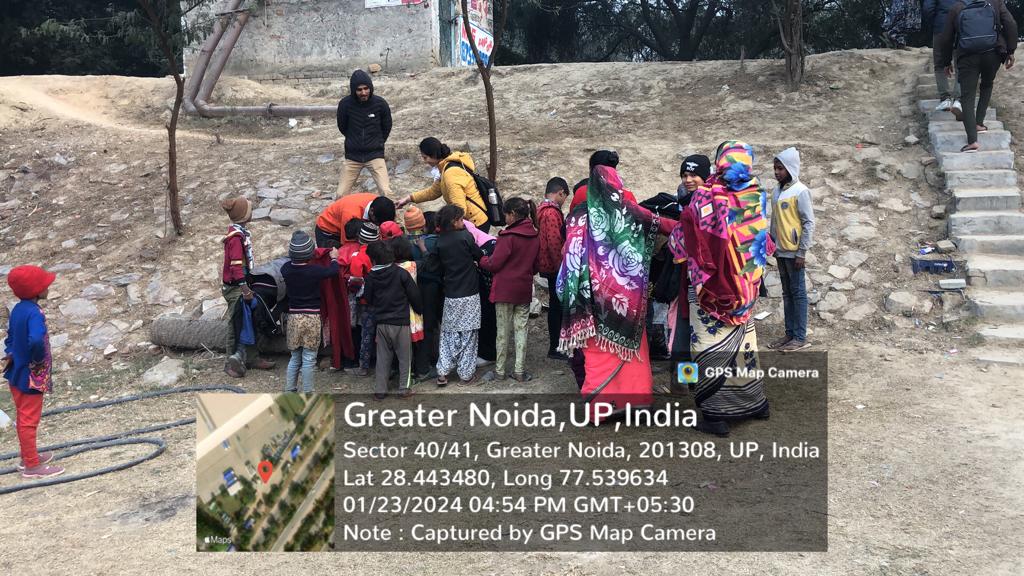 GPS Map Camera
Greater Noida,UP,India
Sector 40/41, Greater Noida, 201308, UP, India
Lat 28.443480, Long 77.539634
01/23/2024 04:54 PM GMT+05:30
Note : Captured by GPS Map Camera
Maps